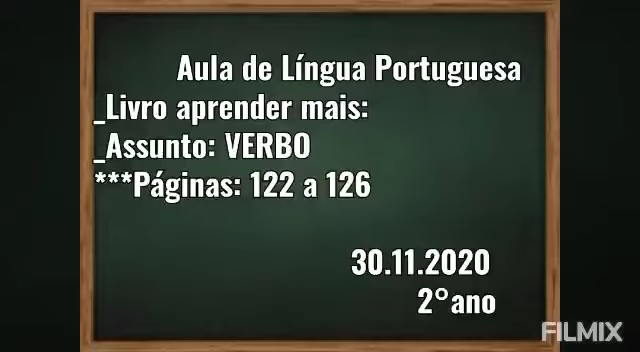 Aula de Língua Portuguesa
_Livro aprender mais:
_Assunto: VERBO
***Páginas: 122 a 126
30.11.2020
2°ano
FILMIX